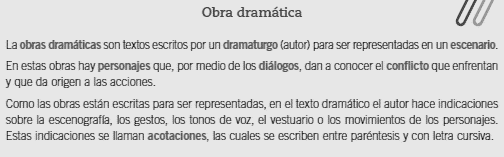 Obra dramática
La obras dramáticas son textos escritos por un dramaturgo (autor) para ser representadas en un escenario.
En estas obras hay personajes que, por medio de los diálogos, dan a conocer el conflicto que enfrentan
y que da origen a las acciones.
Como las obras están escritas para ser representadas, en el texto dramático el autor hace indicaciones
sobre la escenografía, los gestos, los tonos de voz, el vestuario o los movimientos de los personajes.
Estas indicaciones se llaman acotaciones, las cuales se escriben entre paréntesis y con letra cursiva.